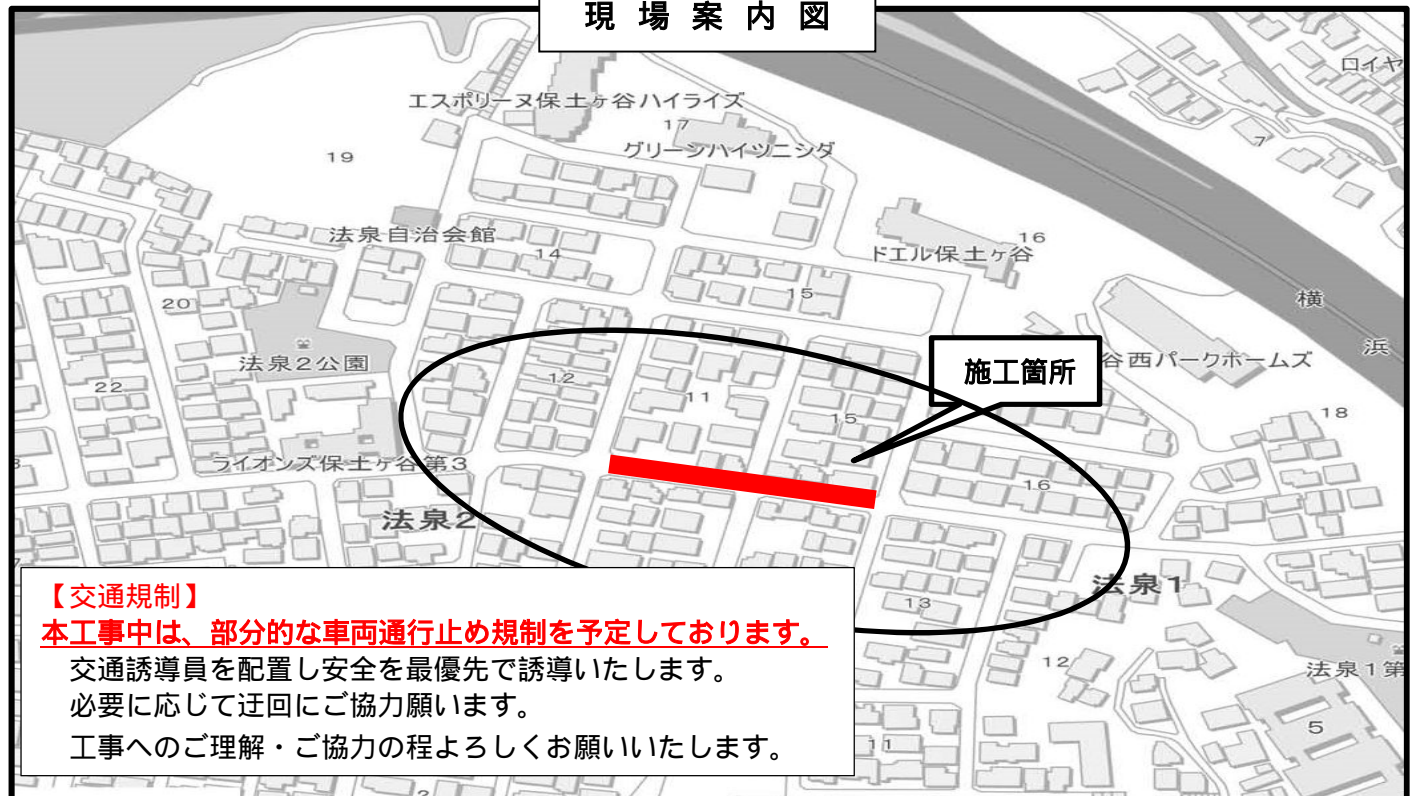 現場案内図
ロイヤ
エスポリーヌ保土ヶ谷ハイライズ
17
7
グリーンハイツニシダ
19
法泉自治会館
16
14
ドエル保土ヶ谷
15
20
横
浜
法泉2公園
施工箇所
谷西パークホームズ
22
12
11
15
18
ライオンズ保土ヶ谷第3
16
法泉2
法泉1
13
12
法泉1第
5
11
【交通規制】
本工事中は、部分的な車両通行止め規制を予定しております。
交通誘導員を配置し安全を最優先で誘導いたします。
必要に応じて迂回にご協力願います。
工事へのご理解・ご協力の程よろしくお願いいたします。